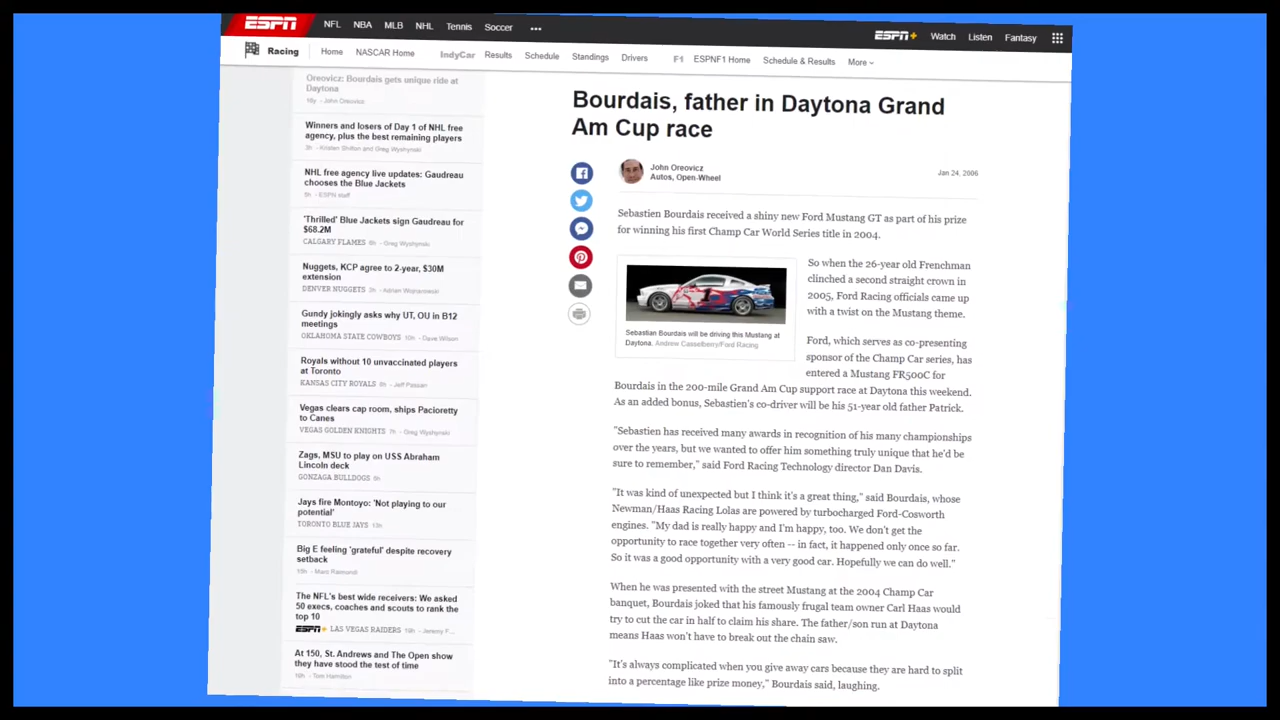 ESPN NFL NBA MLB NHL Tennis Soccer ••• ESPN+ Watch Listen Fantasy
Racing Home NASCAR Home IndyCar Results Schedule Standings Drivers F1 ESPNF1 Home Schedule & Results More
Oreovicz: Bourdais gets unique ride at
Daytona
16y - John Oreovicz
Winners and losers of Day 1 of NHL free
agency, plus the best remaining players
3h - Kristen Shilton and Greg Wyshynski
NHL free agency live updates: Gaudreau
chooses the Blue Jackets
6h - ESPN staff
'Thrilled' Blue Jackets sign Gaudreau for
$68.2M
CALGARY FLAMES 6h - Greg Wyshynski
Nuggets, KCP agree to 2-year, $30M
extension
DENVER NUGGETS 3h - Adrian Wojnarowski
Gundy jokingly asks why UT, OU in B12
meetings
OKLAHOMA STATE COWBOYS 10h - Dave Wilson
Royals without 10 unvaccinated players
at Toronto
KANSAS CITY ROYALS 6h - Jeff Passan
Vegas clears cap room, ships Pacioretty
to Canes
VEGAS GOLDEN KNIGHTS 7h - Greg Wyshynski
Zags, MSU to play on USS Abraham
Lincoln deck
GONZAGA BULLDOGS 6h
Jays fire Montoyo: 'Not playing to our
potential'
TORONTO BLUE JAYS 13h
Big E feeling 'grateful' despite recovery
setback
15h - Marc Raimondi
The NFL's best wide receivers: We asked
50 execs, coaches and scouts to rank the
top 10
ESPN+ LAS VEGAS RAIDERS 19h - Jeremy F...
At 150, St. Andrews and The Open show
they have stood the test of time
19h - Tom Hamilton
Bourdais, father in Daytona Grand
Am Cup race
John Oreovicz
Autos, Open-Wheel
Jan 24, 2006
Sebastien Bourdais received a shiny new Ford Mustang GT as part of his prize
for winning his first Champ Car World Series title in 2004.
Sebastian Bourdais will be driving this Mustang at
Daytona. Andrew Casselberry/Ford Racing
So when the 26-year old Frenchman
clinched a second straight crown in
2005, Ford Racing officials came up
with a twist on the Mustang theme.
Ford, which serves as co-presenting
sponsor of the Champ Car series, has
entered a Mustang FR500C for
Bourdais in the 200-mile Grand Am Cup support race at Daytona this weekend.
As an added bonus, Sebastien's co-driver will be his 51-year old father Patrick.
"Sebastien has received many awards in recognition of his many championships
over the years, but we wanted to offer him something truly unique that he'd be
sure to remember," said Ford Racing Technology director Dan Davis.
"It was kind of unexpected but I think it's a great thing," said Bourdais, whose
Newman/Haas Racing Lolas are powered by turbocharged Ford-Cosworth
engines. "My dad is really happy and I'm happy, too. We don't get the
opportunity to race together very often -- in fact, it happened only once so far.
So it was a good opportunity with a very good car. Hopefully we can do well."
When he was presented with the street Mustang at the 2004 Champ Car
banquet, Bourdais joked that his famously frugal team owner Carl Haas would
try to cut the car in half to claim his share. The father/son run at Daytona
means Haas won't have to break out the chain saw.
"It's always complicated when you give away cars because they are hard to split
into a percentage like prize money," Bourdais said, laughing.